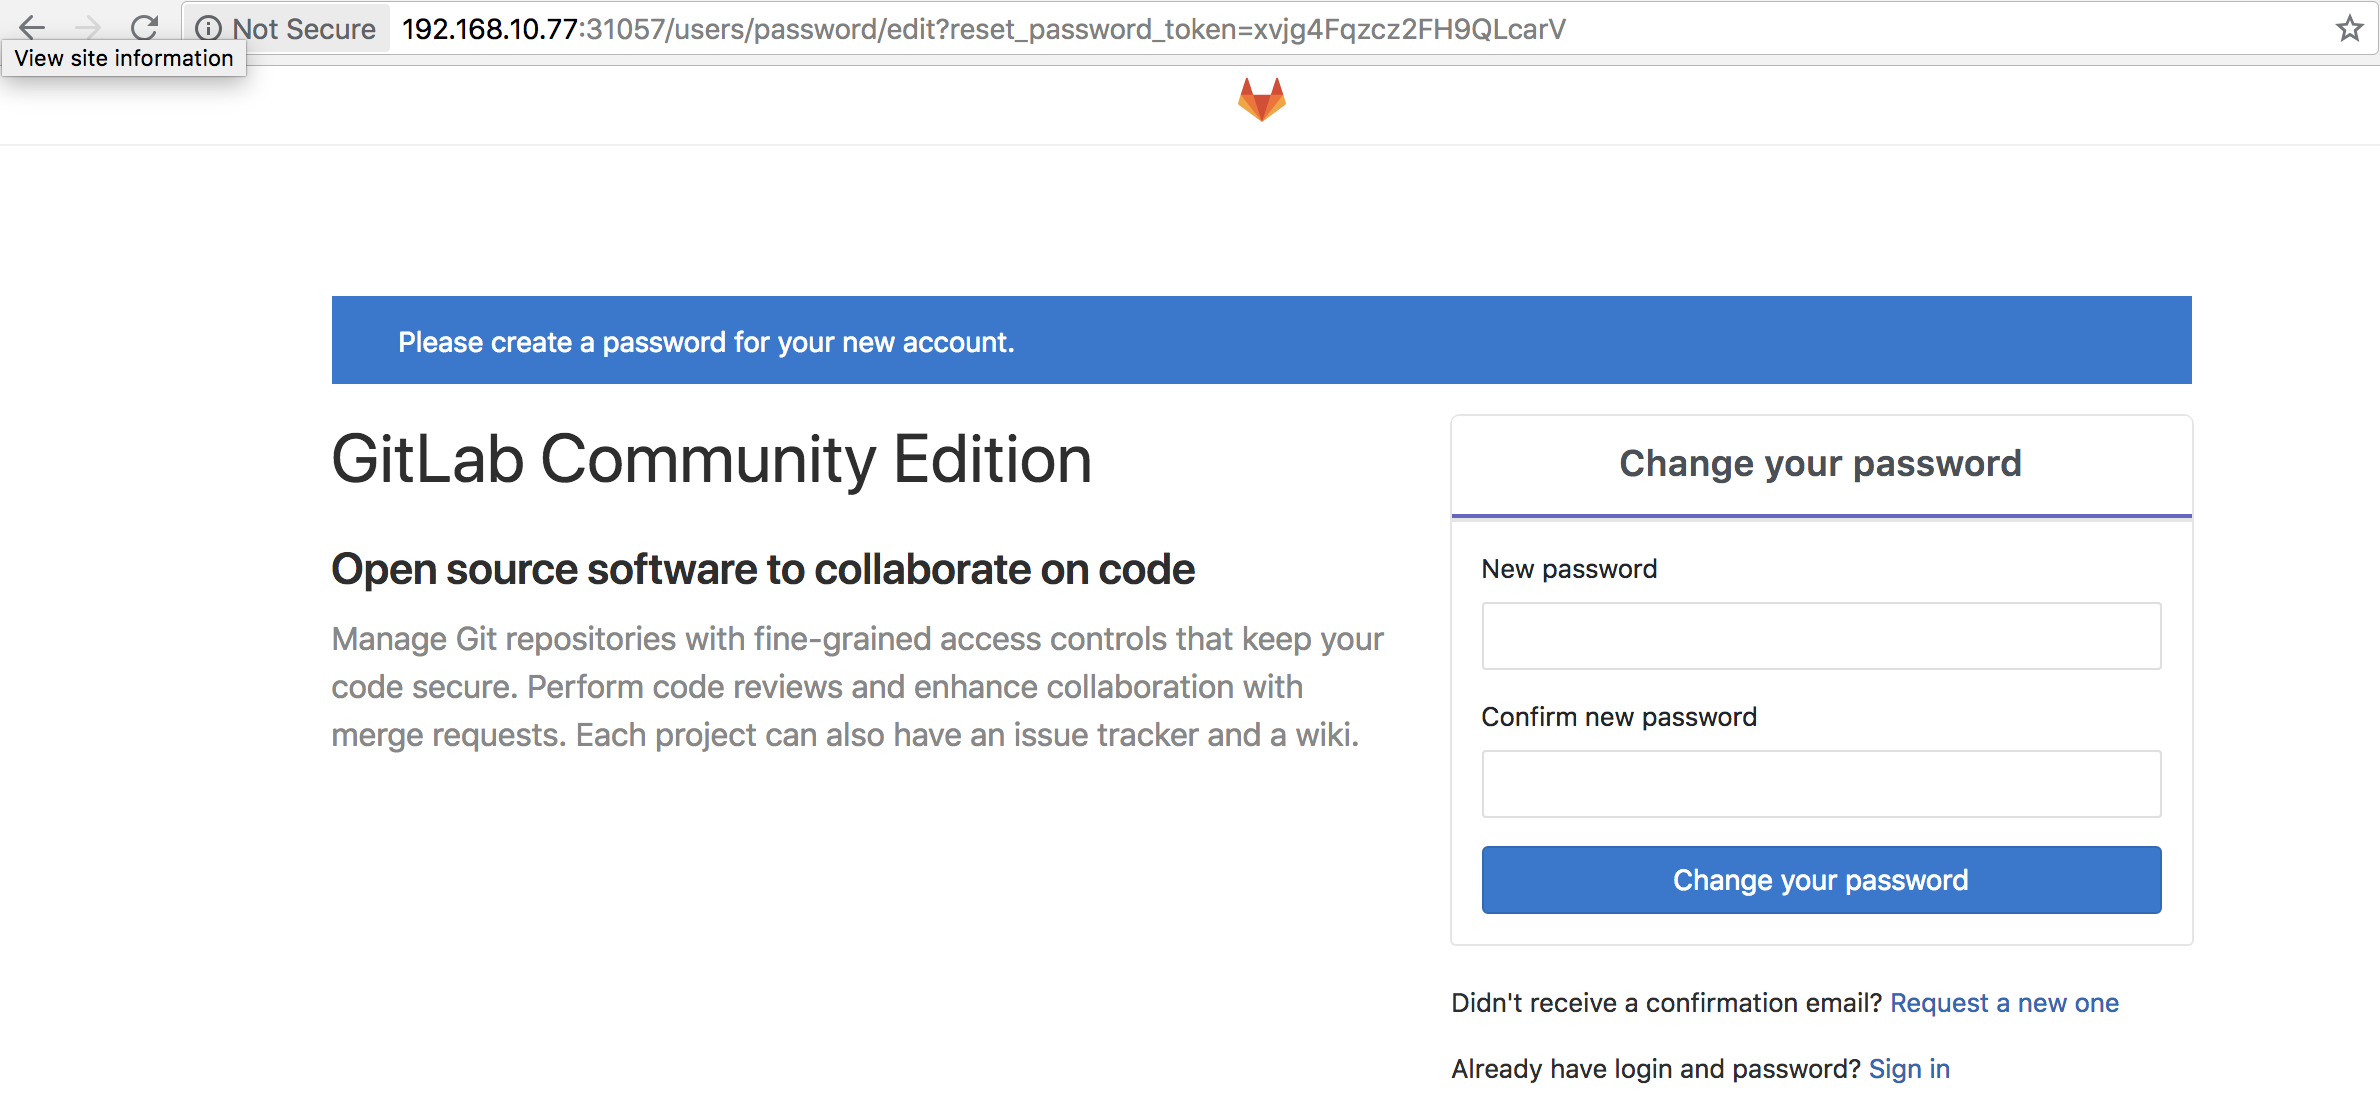 Not Secure 192.168.10.77:31057/users/password/edit?reset_password_token=xvjg4Fqzcz2FH9QLcarV
View site information
Please create a password for your new account.
GitLab Community Edition
Open source software to collaborate on code
Manage Git repositories with fine-grained access controls that keep your
code secure. Perform code reviews and enhance collaboration with
merge requests. Each project can also have an issue tracker and a wiki.
Change your password
New password
Confirm new password
Change your password
Didn't receive a confirmation email? Request a new one
Already have login and password? Sign in